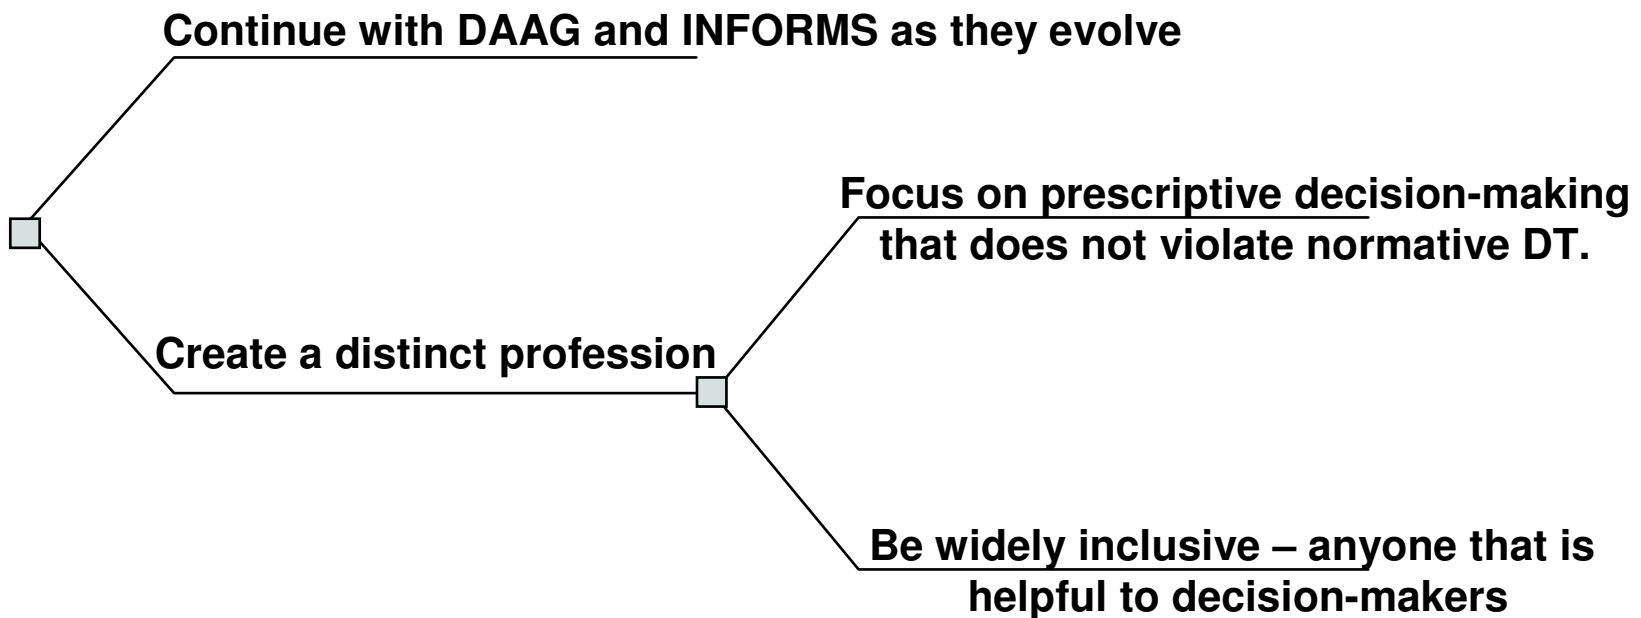 Continue with DAAG and INFORMS as they evolve
Focus on prescriptive decision-making
that does not violate normative DT.
Create a distinct profession
Be widely inclusive – anyone that is
helpful to decision-makers